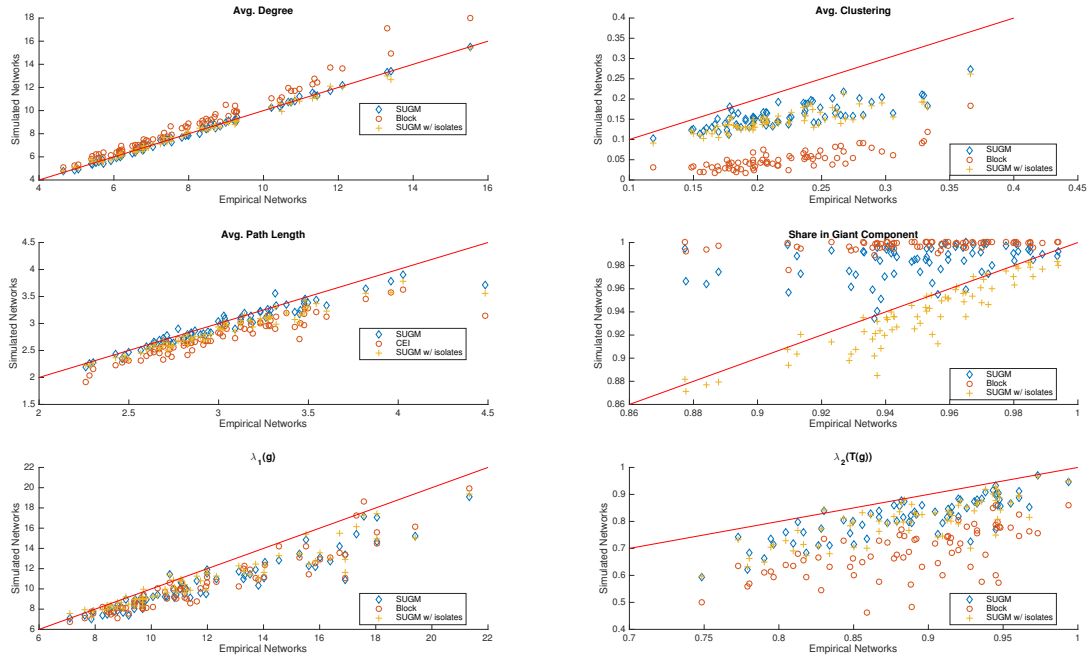 Avg. Degree
Simulated Networks
18
16
14
12
10
8
6
4
4 6 8 10 12 14 16
Empirical Networks
SUGM
Block
SUGM w/ isolates
Avg. Clustering
Simulated Networks
0.4
0.35
0.3
0.25
0.2
0.15
0.1
0.05
0
0.1 0.15 0.2 0.25 0.3 0.35 0.4 0.45
Empirical Networks
SUGM
Block
SUGM w/ isolates
Avg. Path Length
Simulated Networks
4.5
4
3.5
3
2.5
2
1.5
2 2.5 3 3.5 4 4.5
Empirical Networks
SUGM
CEI
SUGM w/ isolates
Share in Giant Component
Simulated Networks
1
0.98
0.96
0.94
0.92
0.9
0.88
0.86
0.86 0.88 0.9 0.92 0.94 0.96 0.98 1
Empirical Networks
SUGM
Block
SUGM w/ isolates
λ1(g)
Simulated Networks
22
20
18
16
14
12
10
8
6
6 8 10 12 14 16 18 20 22
Empirical Networks
SUGM
Block
SUGM w/ isolates
λ2(T(g))
Simulated Networks
1
0.9
0.8
0.7
0.6
0.5
0.4
0.7 0.75 0.8 0.85 0.9 0.95 1
Empirical Networks
SUGM
Block
SUGM w/ isolates